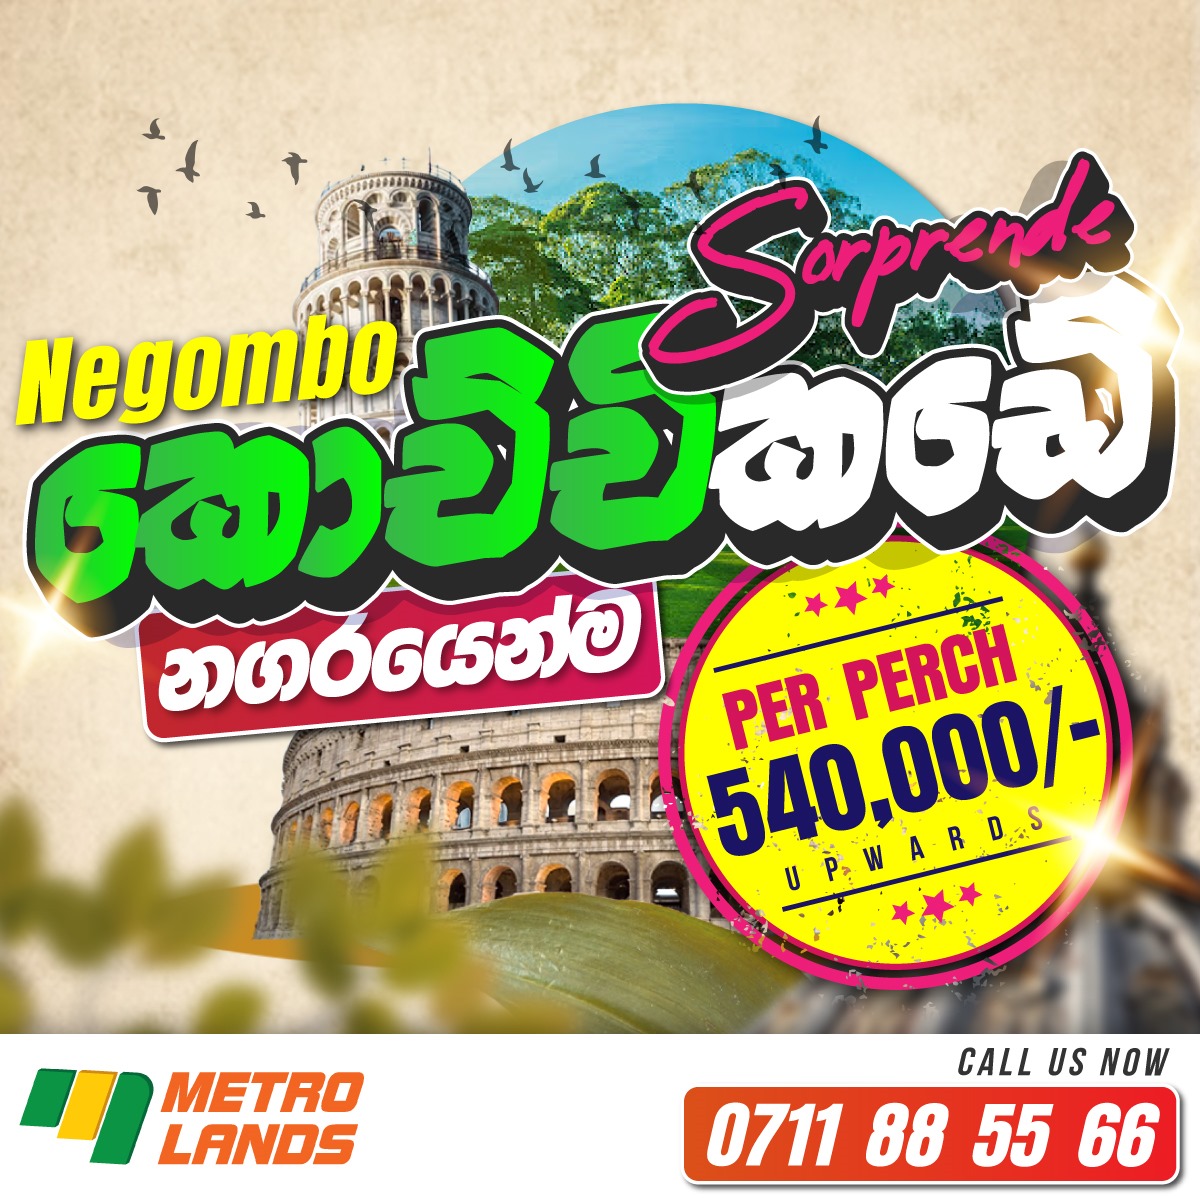 Sorprende
Negombo
කොච්චිකඩේ
නගරයෙන්ම
PER PERCH
540,000/-
UPWARDS
METRO
LANDS
CALL US NOW
0711 88 55 66